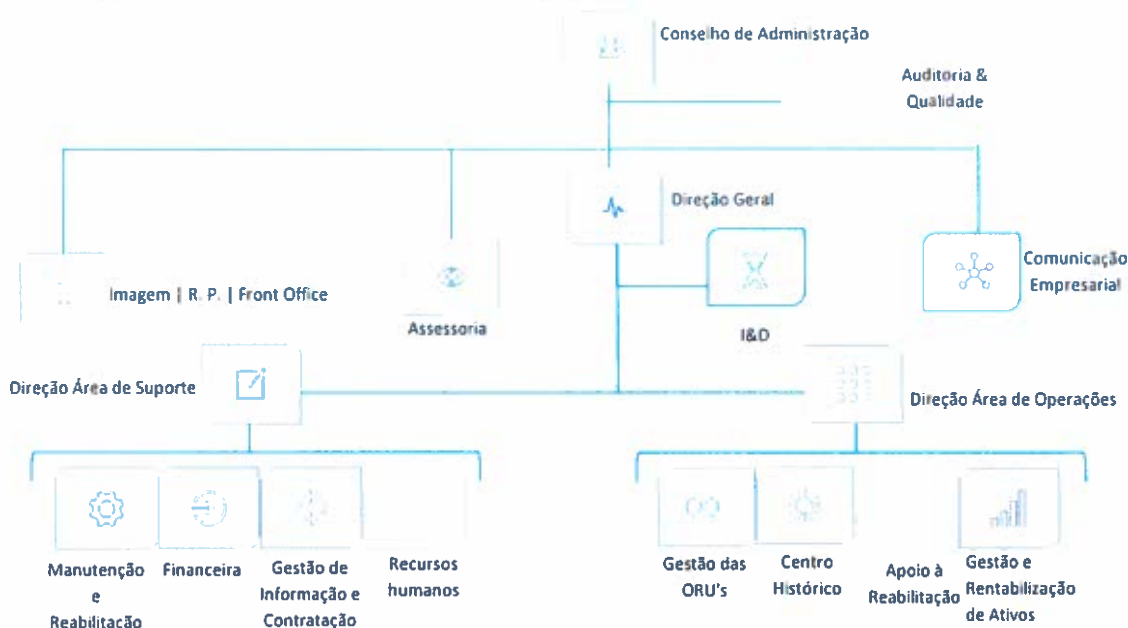 Conselho de Administração
Auditoria &
Qualidade
Direção Geral
Imagem | R. P. | Front Office
Assessoria
I&D
Comunicação
Empresarial
Direção Área de Suporte
Direção Área de Operações
Manutenção
e
Reabilitação
Financeira
Gestão de
Informação e
Contratação
Recursos
humanos
Gestão das
ORU's
Centro
Histórico
Apoio à
Reabilitação
Gestão e
Rentabilização
de Ativos